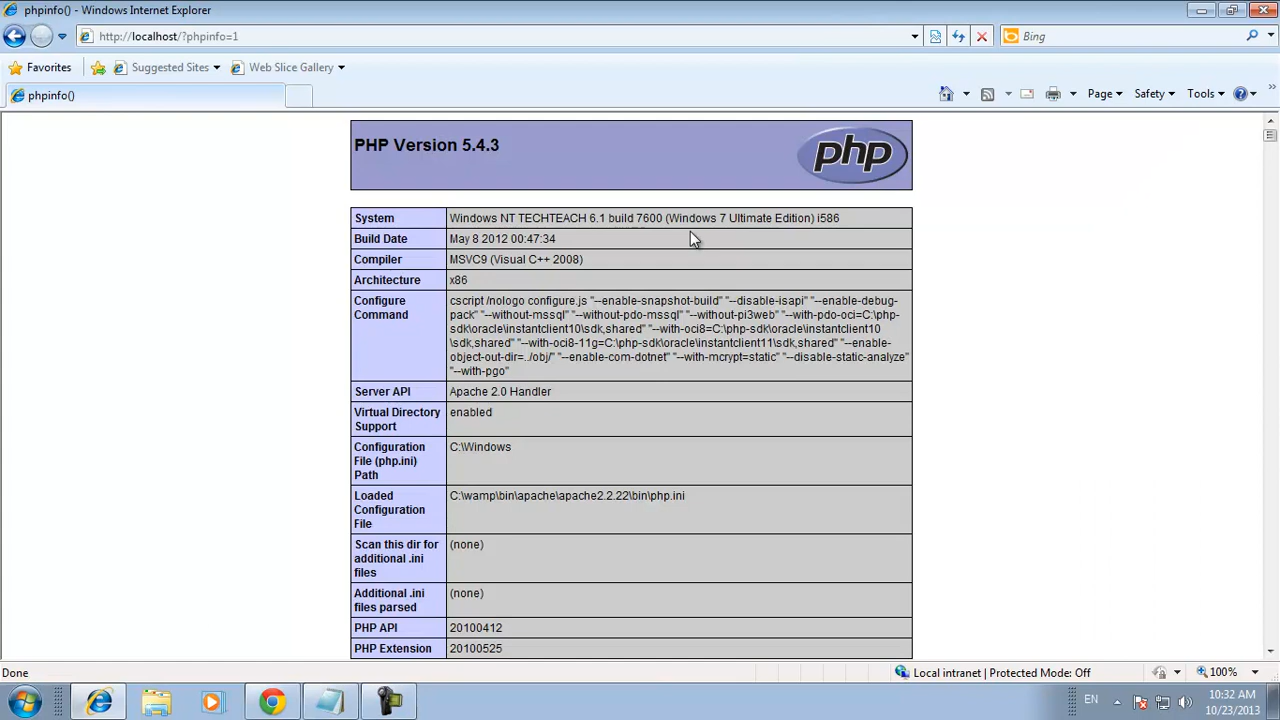 phpinfo() - Windows Internet Explorer
http://localhost/?phpinfo=1
Bing
Favorites
Suggested Sites
Web Slice Gallery
phpinfo()
Page
Safety
Tools
PHP Version 5.4.3
php
System
Windows NT TECHTEACH 6.1 build 7600 (Windows 7 Ultimate Edition) i586
Build Date
May 8 2012 00:47:34
Compiler
MSVC9 (Visual C++ 2008)
Architecture
x86
Configure
Command
cscript /nologo configure.js "--enable-snapshot-build" "--disable-isapi" "--enable-debug-
pack" "--without-mssql" "--without-pdo-mssql" "--without-pi3web" "--with-pdo-oci=C:\php-
sdk\oracle\instantclient10\sdk,shared" "--with-oci8=C:\php-sdk\oracle\instantclient10
\sdk,shared" "--with-oci8-11g=C:\php-sdk\oracle\instantclient11\sdk,shared" "--enable-
object-out-dir=../obj/" "--enable-com-dotnet" "--with-mcrypt=static" "--disable-static-analyze"
"--with-pgo"
Server API
Apache 2.0 Handler
Virtual Directory
Support
enabled
Configuration
File (php.ini)
Path
C:\Windows
Loaded
Configuration
File
C:\wamp\bin\apache\apache2.2.22\bin\php.ini
Scan this dir for
additional .ini
files
(none)
Additional .ini
files parsed
(none)
PHP API
20100412
PHP Extension
20100525
Done
Local intranet | Protected Mode: Off
100%
EN
10:32 AM
10/23/2013